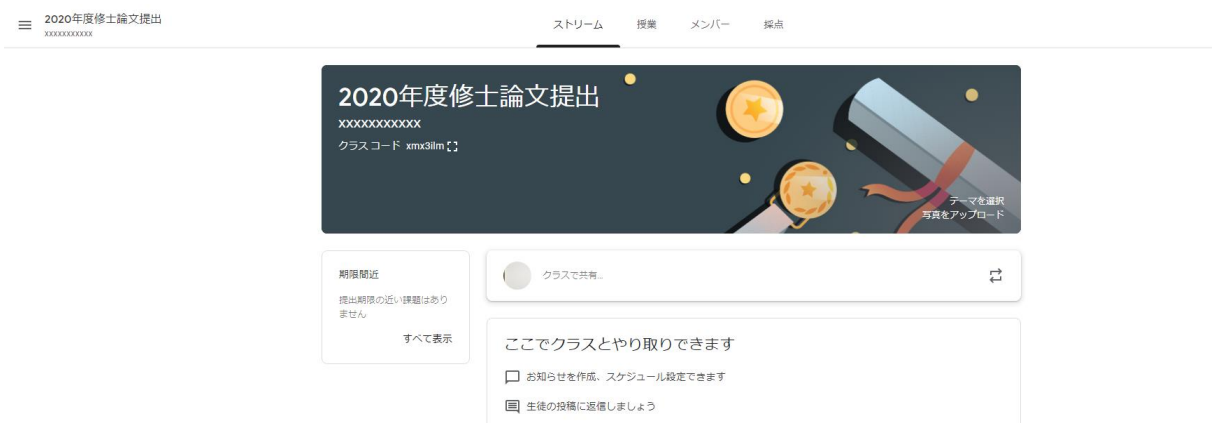 2020年度修士論文提出
xxxxxxxxxxx
ストリーム 授業 メンバー 採点
2020年度修士論文提出
xxxxxxxxxxx
クラス コード xmx3ilm
テーマを選択
写真をアップロード
期限間近
提出期限の近い課題はあり
ません
すべて表示
クラスで共有...
ここでクラスとやり取りできます
お知らせを作成、スケジュール設定できます
生徒の投稿に返信しましょう